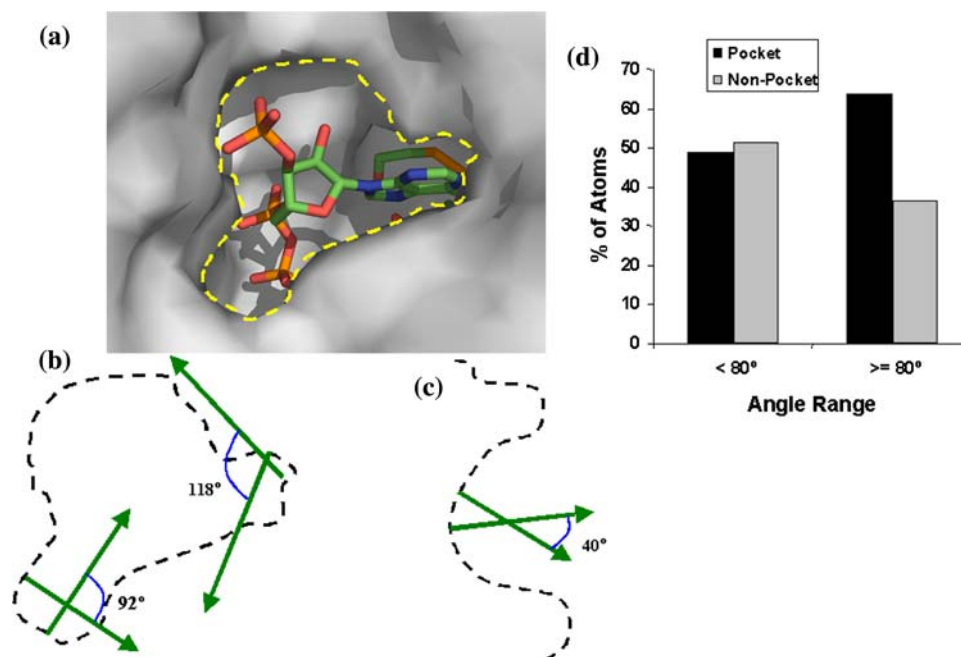 (a)
(d)
Pocket
Non-Pocket
70
60
50
40
30
20
10
0
% of Atoms
< 80°
>= 80°
Angle Range
(b)
118°
92°
(c)
40°